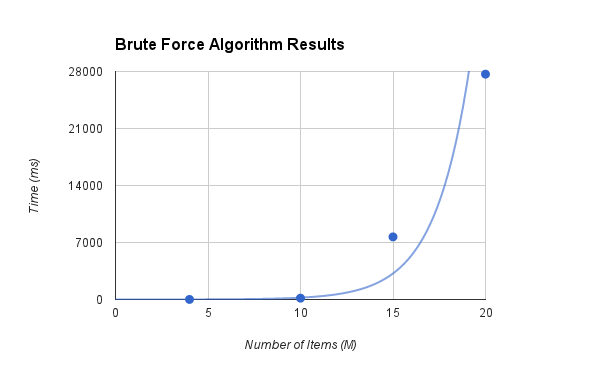 Brute Force Algorithm Results
28000
21000
14000
7000
0
Time (ms)
0 5 10 15 20
Number of Items (M)